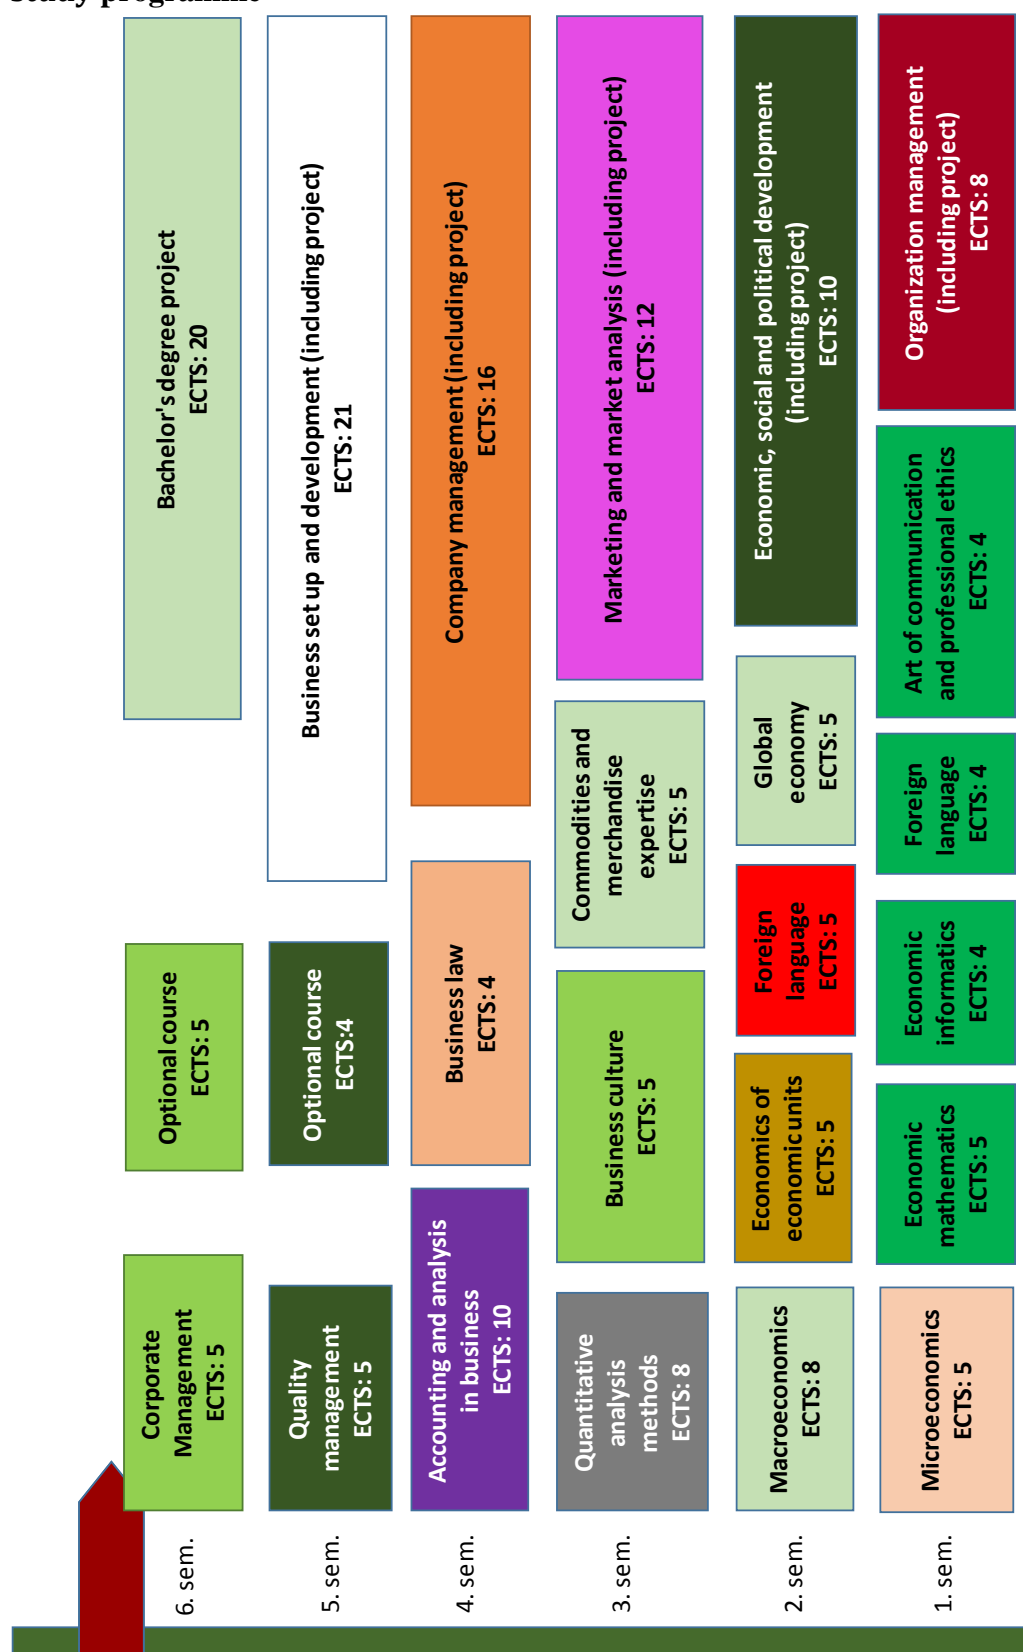 Study programme
6. sem.
Corporate
Management
ECTS: 5
Optional course
ECTS: 5
Bachelor's degree project
ECTS: 20
5. sem.
Quality
management
ECTS: 5
Optional course
ECTS:4
Business set up and development (including project)
ECTS: 21
4. sem.
Accounting and analysis
in business
ECTS: 10
Business law
ECTS: 4
Company management (including project)
ECTS: 16
3. sem.
Quantitative
analysis
methods
ECTS: 8
Business culture
ECTS: 5
Commodities and
merchandise
expertise
ECTS: 5
Marketing and market analysis (including project)
ECTS: 12
2. sem.
Macroeconomics
ECTS: 8
Economics of
economic units
ECTS: 5
Foreign
language
ECTS: 5
Global
economy
ECTS: 5
Economic, social and political development
(including project)
ECTS: 10
1. sem.
Microeconomics
ECTS: 5
Economic
mathematics
ECTS: 5
Economic
informatics
ECTS: 4
Foreign
language
ECTS: 4
Art of communication
and professional ethics
ECTS: 4
Organization management
(including project)
ECTS: 8